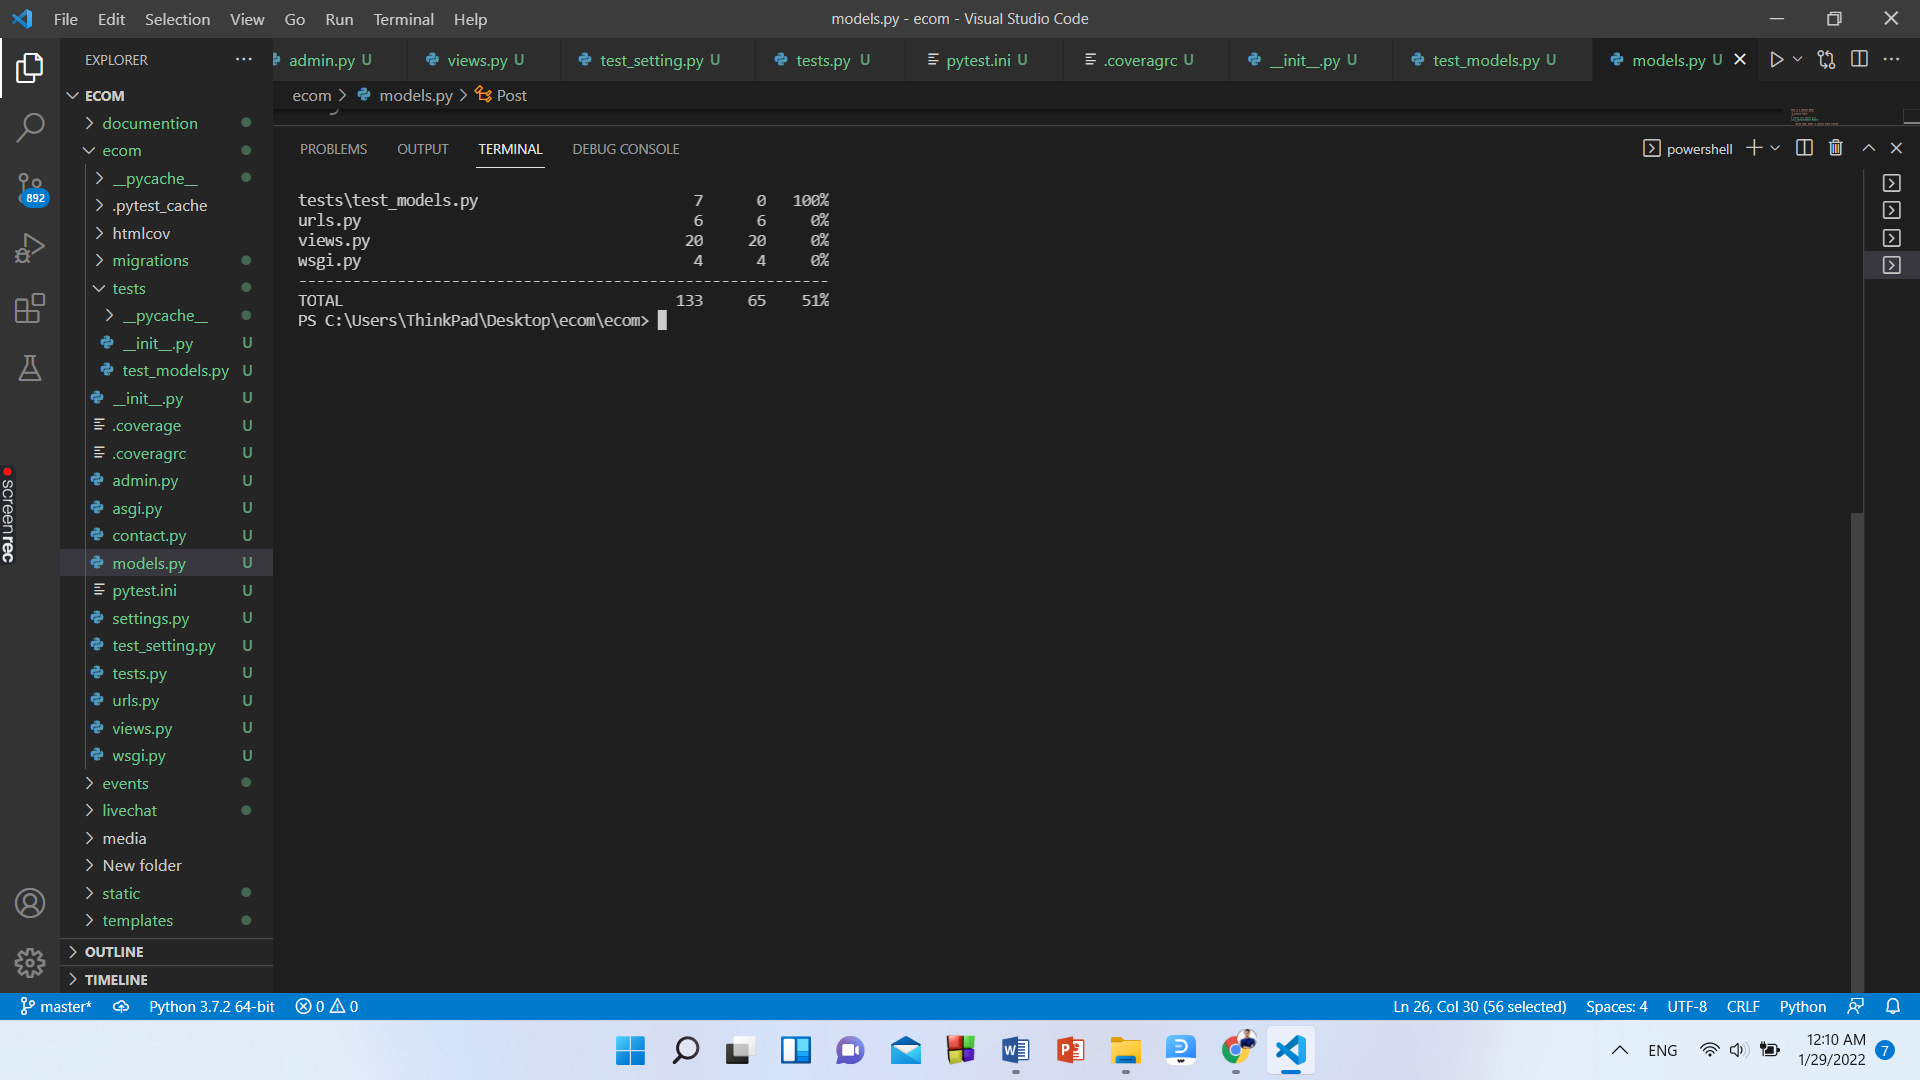 File Edit Selection View Go Run Terminal Help
models.py - ecom - Visual Studio Code
EXPLORER
admin.py U views.py U test_setting.py U tests.py U pytest.ini U .coveragrc U __init__.py U test_models.py U models.py U
ecom > models.py > Post
ECOM
documention
ecom
__pycache__
.pytest_cache
htmlcov
migrations
tests
__pycache__
__init__.py U
test_models.py U
__init__.py U
.coverage U
.coveragrc U
admin.py U
asgi.py U
contact.py U
models.py U
pytest.ini U
settings.py U
test_setting.py U
tests.py U
urls.py U
views.py U
wsgi.py U
events
livechat
media
New folder
static
templates
OUTLINE
TIMELINE
892
screenrec
PROBLEMS OUTPUT TERMINAL DEBUG CONSOLE
powershell
tests\test_models.py 7 0 100%
urls.py 6 6 0%
views.py 20 20 0%
wsgi.py 4 4 0%
-----------------------------------------------------------
TOTAL 133 65 51%
PS C:\Users\ThinkPad\Desktop\ecom\ecom>
master* Python 3.7.2 64-bit 0 0
Ln 26, Col 30 (56 selected) Spaces: 4 UTF-8 CRLF Python
ENG
12:10 AM
1/29/2022
7